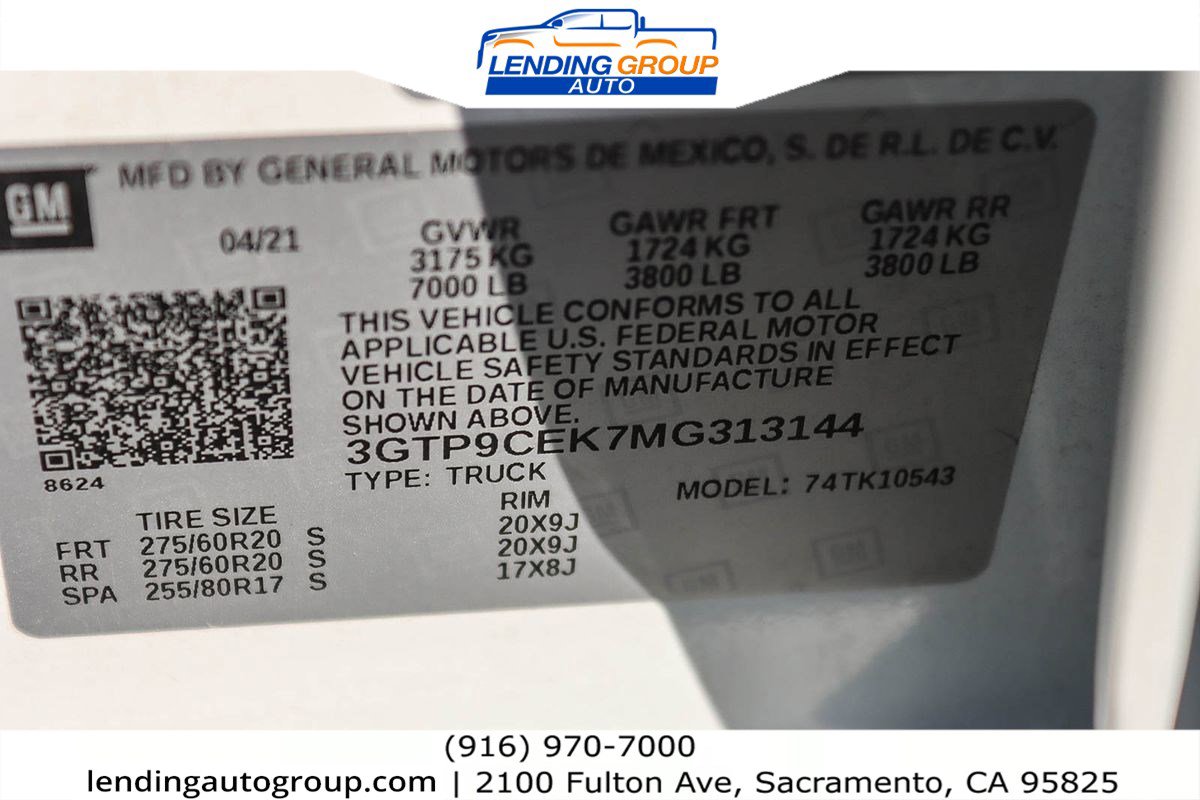 LENDING GROUP
AUTO
MFD BY GENERAL MOTORS DE MEXICO, S. DE R.L. DE C.V.
GM
04/21 GVWR GAWR FRT GAWR RR
3175 KG 1724 KG 1724 KG
7000 LB 3800 LB 3800 LB
THIS VEHICLE CONFORMS TO ALL
APPLICABLE U.S. FEDERAL MOTOR
VEHICLE SAFETY STANDARDS IN EFFECT
ON THE DATE OF MANUFACTURE
SHOWN ABOVE.
3GTP9CEK7MG313144
8624
TYPE: TRUCK MODEL: 74TK10543
TIRE SIZE RIM
FRT 275/60R20 S 20X9J
RR 275/60R20 S 20X9J
SPA 255/80R17 S 17X8J
(916) 970-7000
lendingautogroup.com | 2100 Fulton Ave, Sacramento, CA 95825